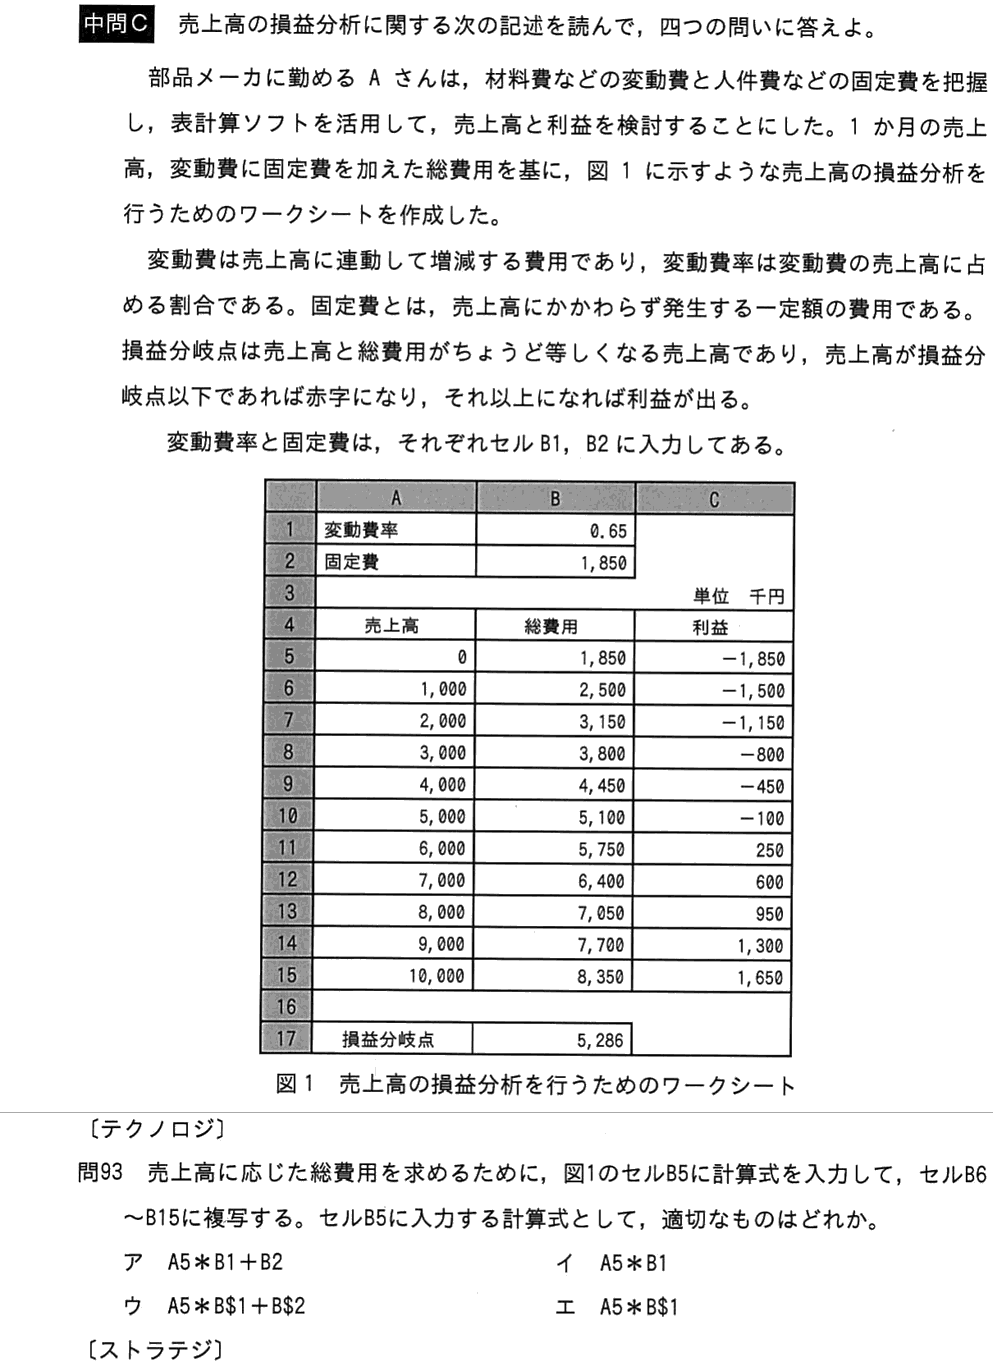 中問C 売上高の損益分析に関する次の記述を読んで，四つの問いに答えよ。
部品メーカに勤める A さんは，材料費などの変動費と人件費などの固定費を把握
し，表計算ソフトを活用して，売上高と利益を検討することにした。1 か月の売上
高，変動費に固定費を加えた総費用を基に，図 1 に示すような売上高の損益分析を
行うためのワークシートを作成した。
変動費は売上高に連動して増減する費用であり，変動費率は変動費の売上高に占
める割合である。固定費とは，売上高にかかわらず発生する一定額の費用である。
損益分岐点は売上高と総費用がちょうど等しくなる売上高であり，売上高が損益分
岐点以下であれば赤字になり，それ以上になれば利益が出る。
変動費率と固定費は，それぞれセル B1，B2 に入力してある。
A B C
1 変動費率 0.65
2 固定費 1,850
3 単位 千円
4 売上高 総費用 利益
5 0 1,850 －1,850
6 1,000 2,500 －1,500
7 2,000 3,150 －1,150
8 3,000 3,800 －800
9 4,000 4,450 －450
10 5,000 5,100 －100
11 6,000 5,750 250
12 7,000 6,400 600
13 8,000 7,050 950
14 9,000 7,700 1,300
15 10,000 8,350 1,650
16
17 損益分岐点 5,286
図 1 売上高の損益分析を行うためのワークシート
〔テクノロジ〕
問93 売上高に応じた総費用を求めるために，図1のセルB5に計算式を入力して，セルB6
～B15に複写する。セルB5に入力する計算式として，適切なものはどれか。
ア A5＊B1＋B2 イ A5＊B1
ウ A5＊B$1＋B$2 エ A5＊B$1
〔ストラテジ〕